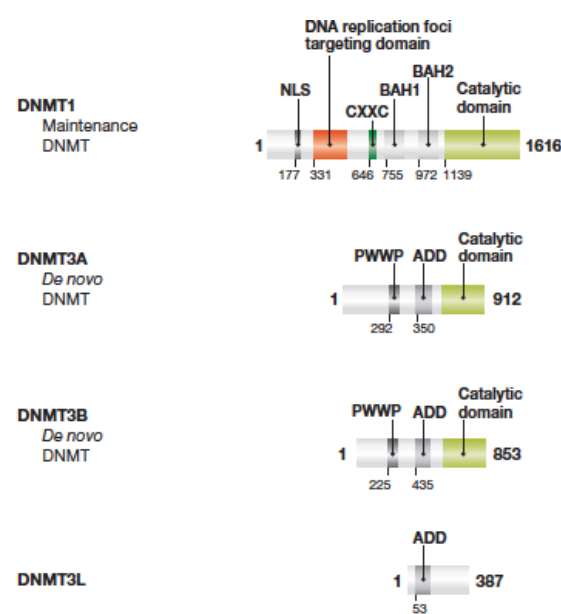 DNA replication foci
targeting domain
BAH2
NLS
BAH1
Catalytic
domain
CXXC
DNMT1
Maintenance
DNMT
1
1616
177
331
646
755
972
1139
Catalytic
domain
PWWP
ADD
DNMT3A
De novo
DNMT
1
912
292
350
Catalytic
domain
PWWP
ADD
DNMT3B
De novo
DNMT
1
853
225
435
ADD
DNMT3L
1
387
53